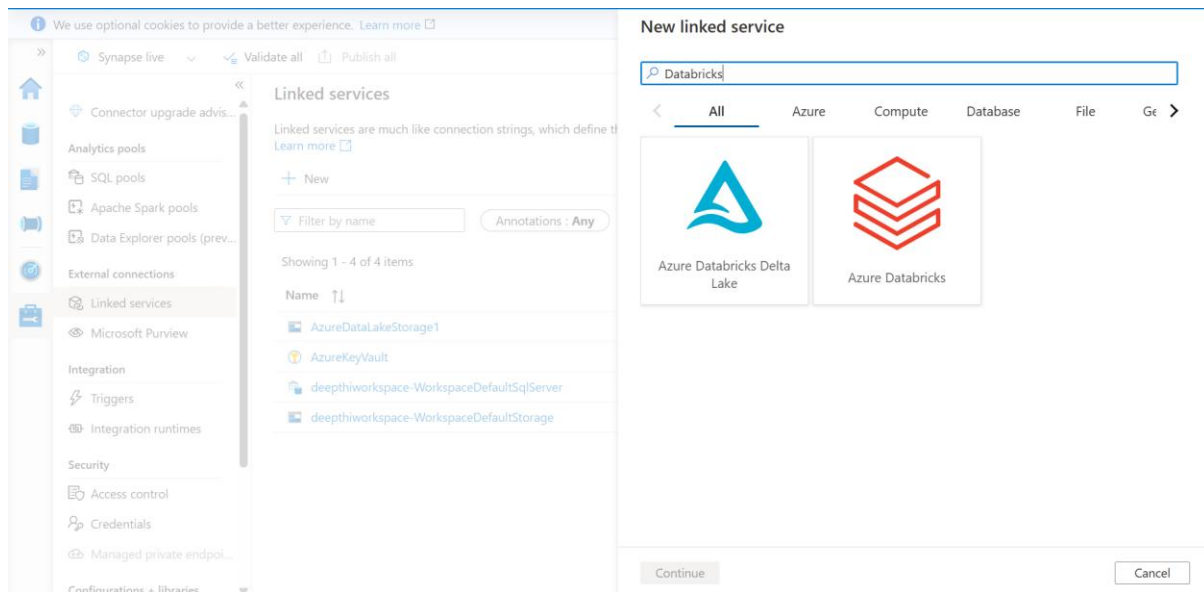 We use optional cookies to provide a better experience. Learn more
Synapse live
Validate all
Publish all
Connector upgrade advis...
Analytics pools
SQL pools
Apache Spark pools
Data Explorer pools (prev...
External connections
Linked services
Microsoft Purview
Integration
Triggers
Integration runtimes
Security
Access control
Credentials
Managed private endpoi...
Configurations + libraries
Linked services
Linked services are much like connection strings, which define th
Learn more
New
Filter by name
Annotations : Any
Showing 1 - 4 of 4 items
Name
AzureDataLakeStorage1
AzureKeyVault
deepthiworkspace-WorkspaceDefaultSqlServer
deepthiworkspace-WorkspaceDefaultStorage
New linked service
Databricks
All Azure Compute Database File Ge
Azure Databricks Delta
Lake
Azure Databricks
Continue
Cancel